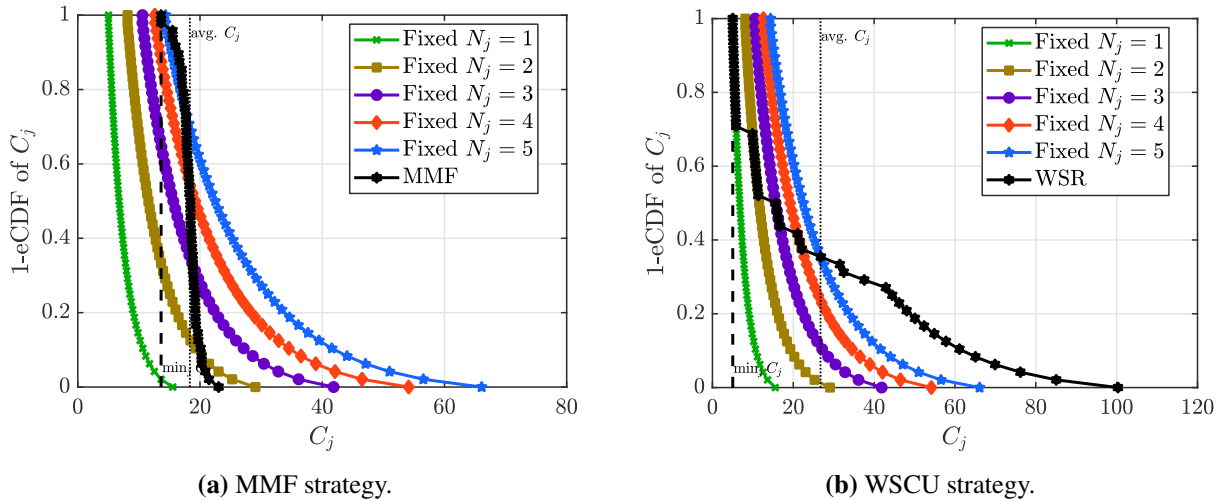 1
0.8
0.6
0.4
0.2
0
1-eCDF of C_j
0 20 40 60 80
C_j
avg. C_j
min_j
Fixed N_j = 1
Fixed N_j = 2
Fixed N_j = 3
Fixed N_j = 4
Fixed N_j = 5
MMF
(a) MMF strategy.
1
0.8
0.6
0.4
0.2
0
1-eCDF of C_j
0 20 40 60 80 100 120
C_j
avg. C_j
min_j C_j
Fixed N_j = 1
Fixed N_j = 2
Fixed N_j = 3
Fixed N_j = 4
Fixed N_j = 5
WSR
(b) WSCU strategy.